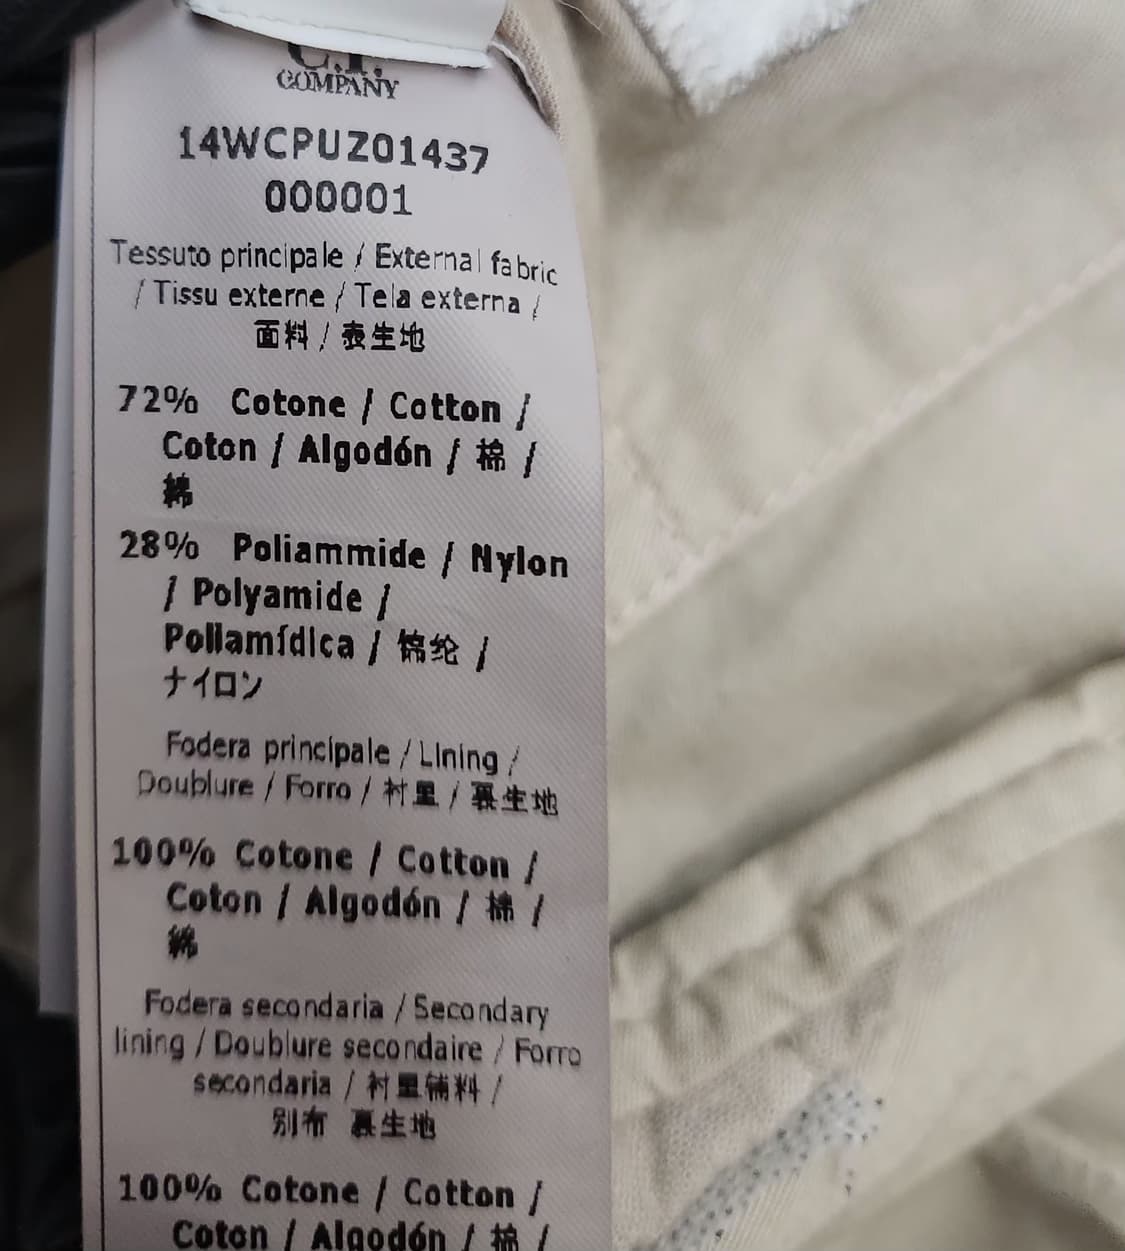 C.P.
COMPANY
14WCPUZ01437
000001
Tessuto principale / External fabric
/ Tissu externe / Tela externa /
面料 / 表生地
72% Cotone / Cotton /
Coton / Algodón / 棉 /
綿
28% Poliammide / Nylon
/ Polyamide /
Poliamídica / 锦纶 /
ナイロン
Fodera principale / Lining /
Doublure / Forro / 衬里 / 裏生地
100% Cotone / Cotton /
Coton / Algodón / 棉 /
綿
Fodera secondaria / Secondary
lining / Doublure secondaire / Forro
secondaria / 衬里辅料 /
別布 裏生地
100% Cotone / Cotton /
Coton / Algodón / 棉 /